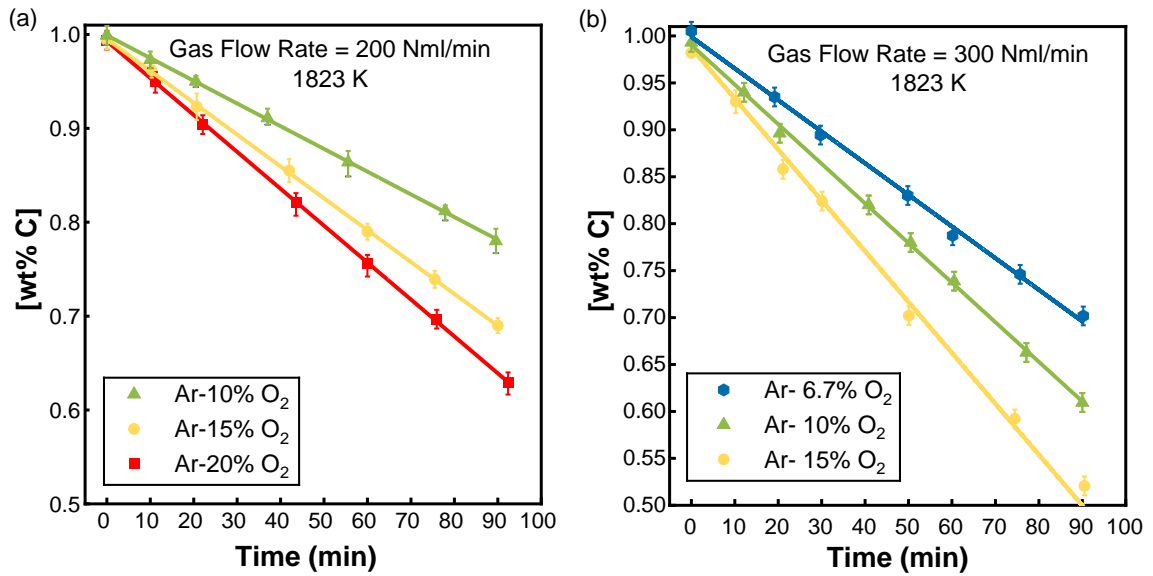 (a)
Gas Flow Rate = 200 Nml/min
1823 K
1.0
0.9
0.8
0.7
0.6
0.5
[wt% C]
Ar-10% O₂
Ar-15% O₂
Ar-20% O₂
0 10 20 30 40 50 60 70 80 90 100
Time (min)
(b)
Gas Flow Rate = 300 Nml/min
1823 K
1.00
0.95
0.90
0.85
0.80
0.75
0.70
0.65
0.60
0.55
0.50
[wt% C]
Ar- 6.7% O₂
Ar- 10% O₂
Ar- 15% O₂
0 10 20 30 40 50 60 70 80 90 100
Time (min)